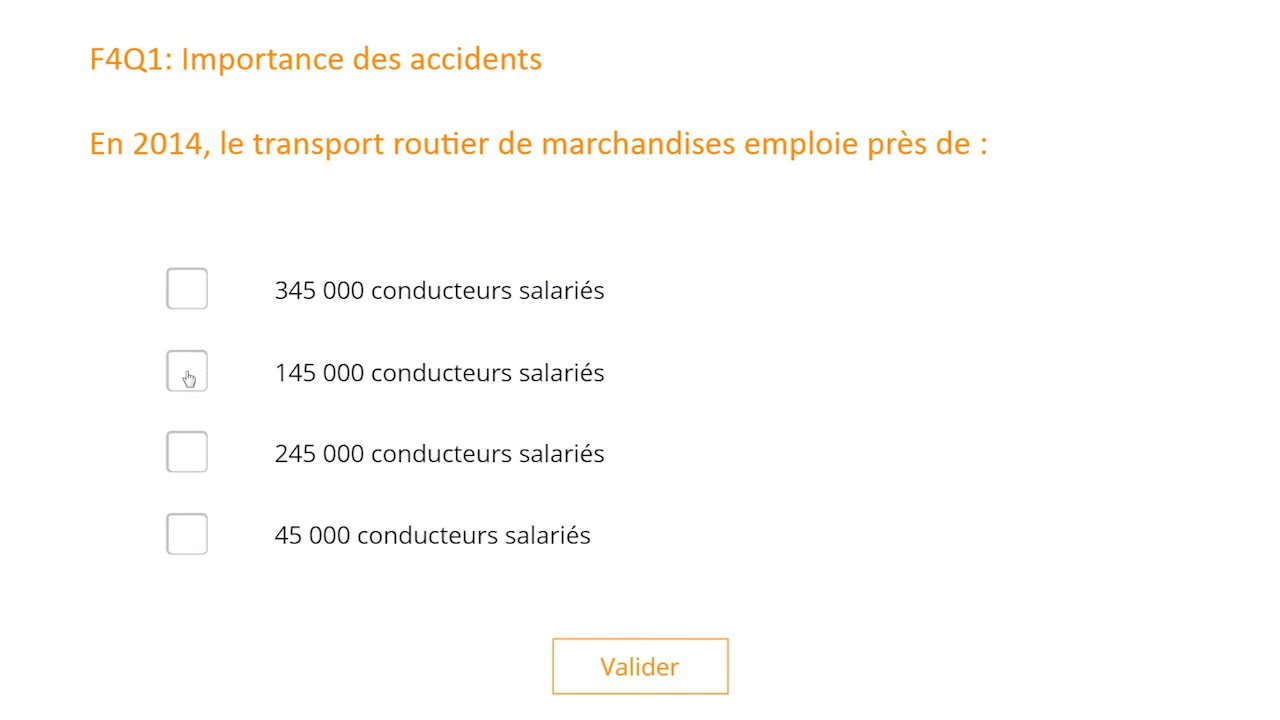 F4Q1: Importance des accidents
En 2014, le transport routier de marchandises emploie près de :
345 000 conducteurs salariés
145 000 conducteurs salariés
245 000 conducteurs salariés
45 000 conducteurs salariés
Valider